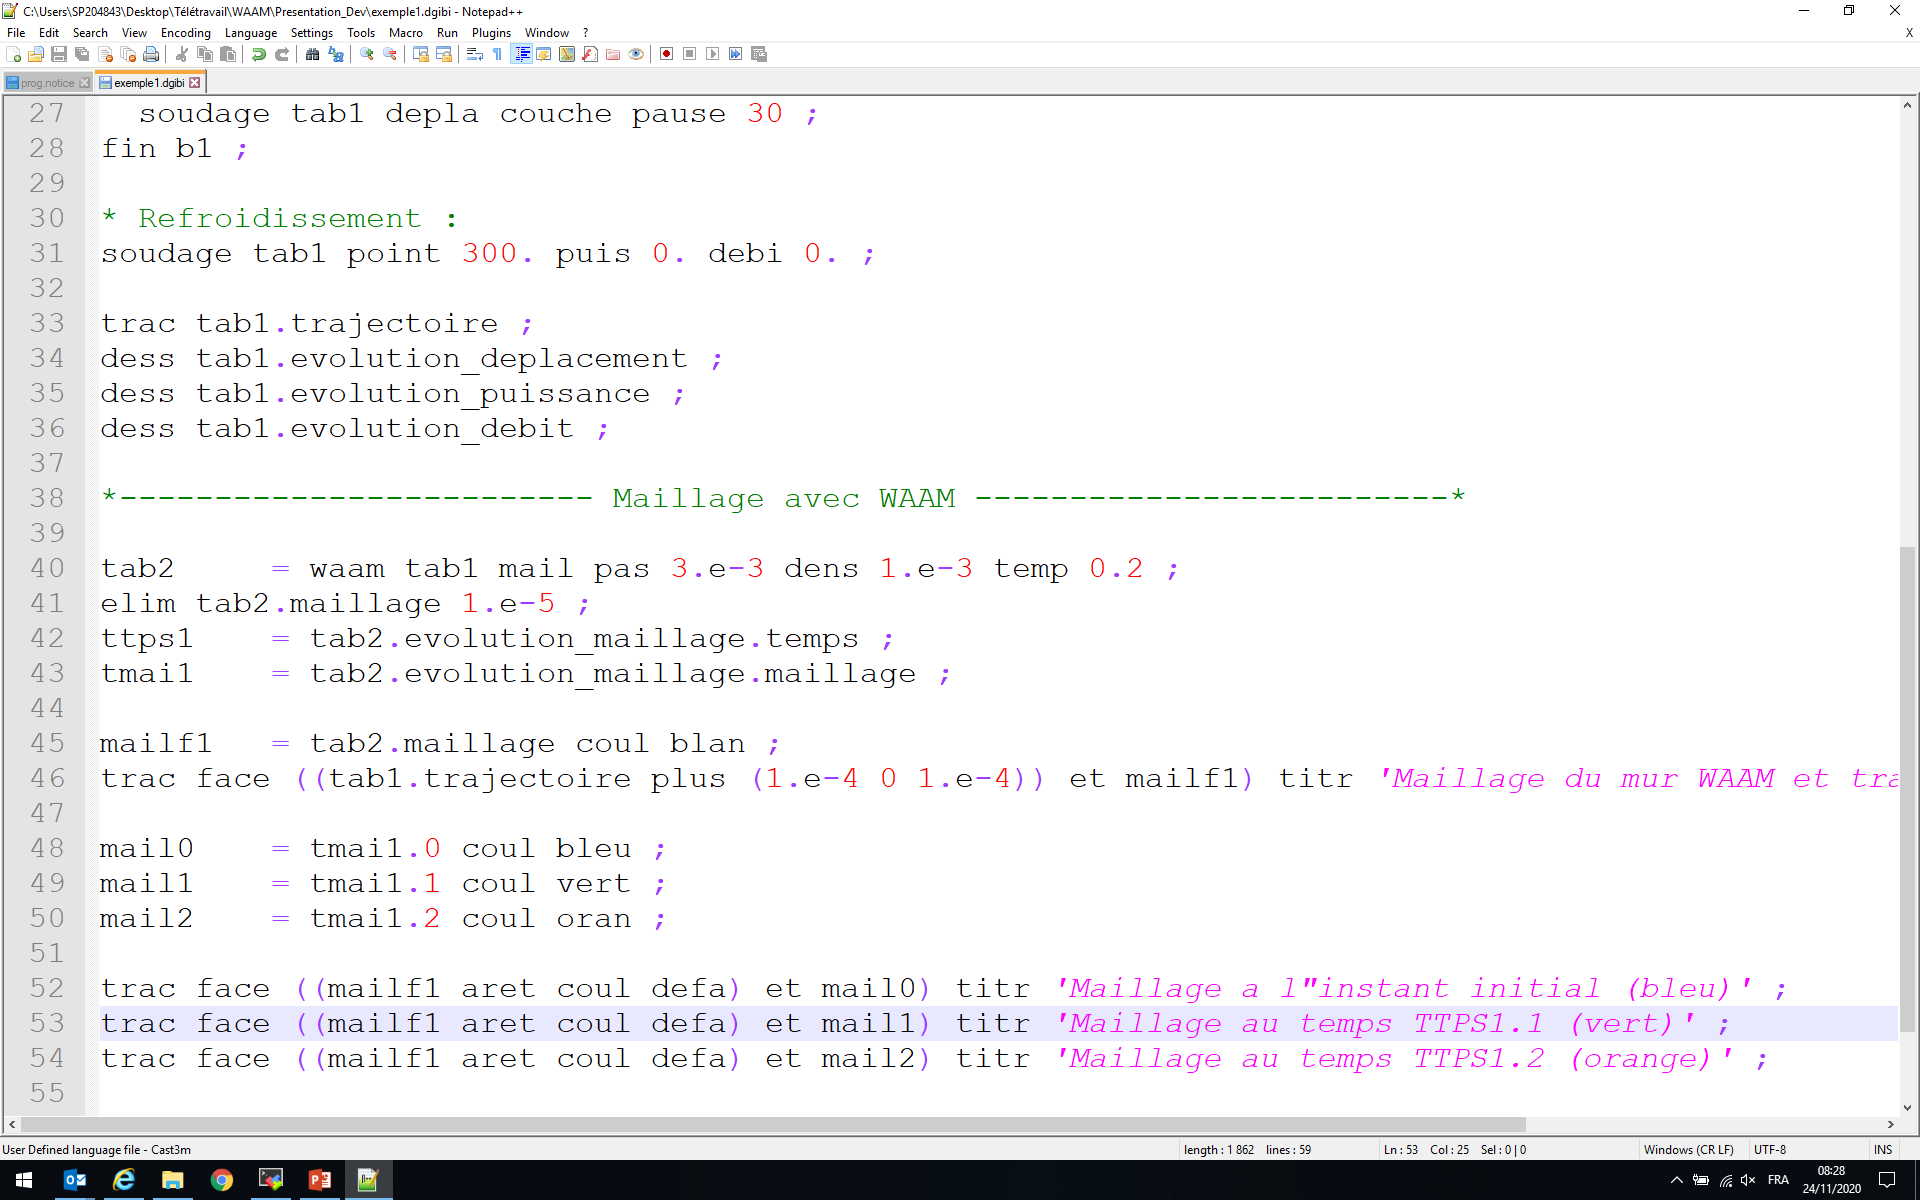 C:\Users\SP204843\Desktop\Télétravail\WAAM\Presentation_Dev\exemple1.dgibi - Notepad++
File Edit Search View Encoding Language Settings Tools Macro Run Plugins Window ? X
prog.notice exemple1.dgibi
27 soudage tab1 depla couche pause 30 ;
28 fin b1 ;
29
30 * Refroidissement :
31 soudage tab1 point 300. puis 0. debi 0. ;
32
33 trac tab1.trajectoire ;
34 dess tab1.evolution_deplacement ;
35 dess tab1.evolution_puissance ;
36 dess tab1.evolution_debit ;
37
38 *------------------------- Maillage avec WAAM -------------------------*
39
40 tab2 = waam tab1 mail pas 3.e-3 dens 1.e-3 temp 0.2 ;
41 elim tab2.maillage 1.e-5 ;
42 ttps1 = tab2.evolution_maillage.temps ;
43 tmai1 = tab2.evolution_maillage.maillage ;
44
45 mailf1 = tab2.maillage coul blan ;
46 trac face ((tab1.trajectoire plus (1.e-4 0 1.e-4)) et mailf1) titr 'Maillage du mur WAAM et tra
47
48 mail0 = tmai1.0 coul bleu ;
49 mail1 = tmai1.1 coul vert ;
50 mail2 = tmai1.2 coul oran ;
51
52 trac face ((mailf1 aret coul defa) et mail0) titr 'Maillage a l''instant initial (bleu)' ;
53 trac face ((mailf1 aret coul defa) et mail1) titr 'Maillage au temps TTPS1.1 (vert)' ;
54 trac face ((mailf1 aret coul defa) et mail2) titr 'Maillage au temps TTPS1.2 (orange)' ;
55
User Defined language file - Cast3m length : 1 862 lines : 59 Ln : 53 Col : 25 Sel : 0 | 0 Windows (CR LF) UTF-8 INS
FRA 08:28
24/11/2020